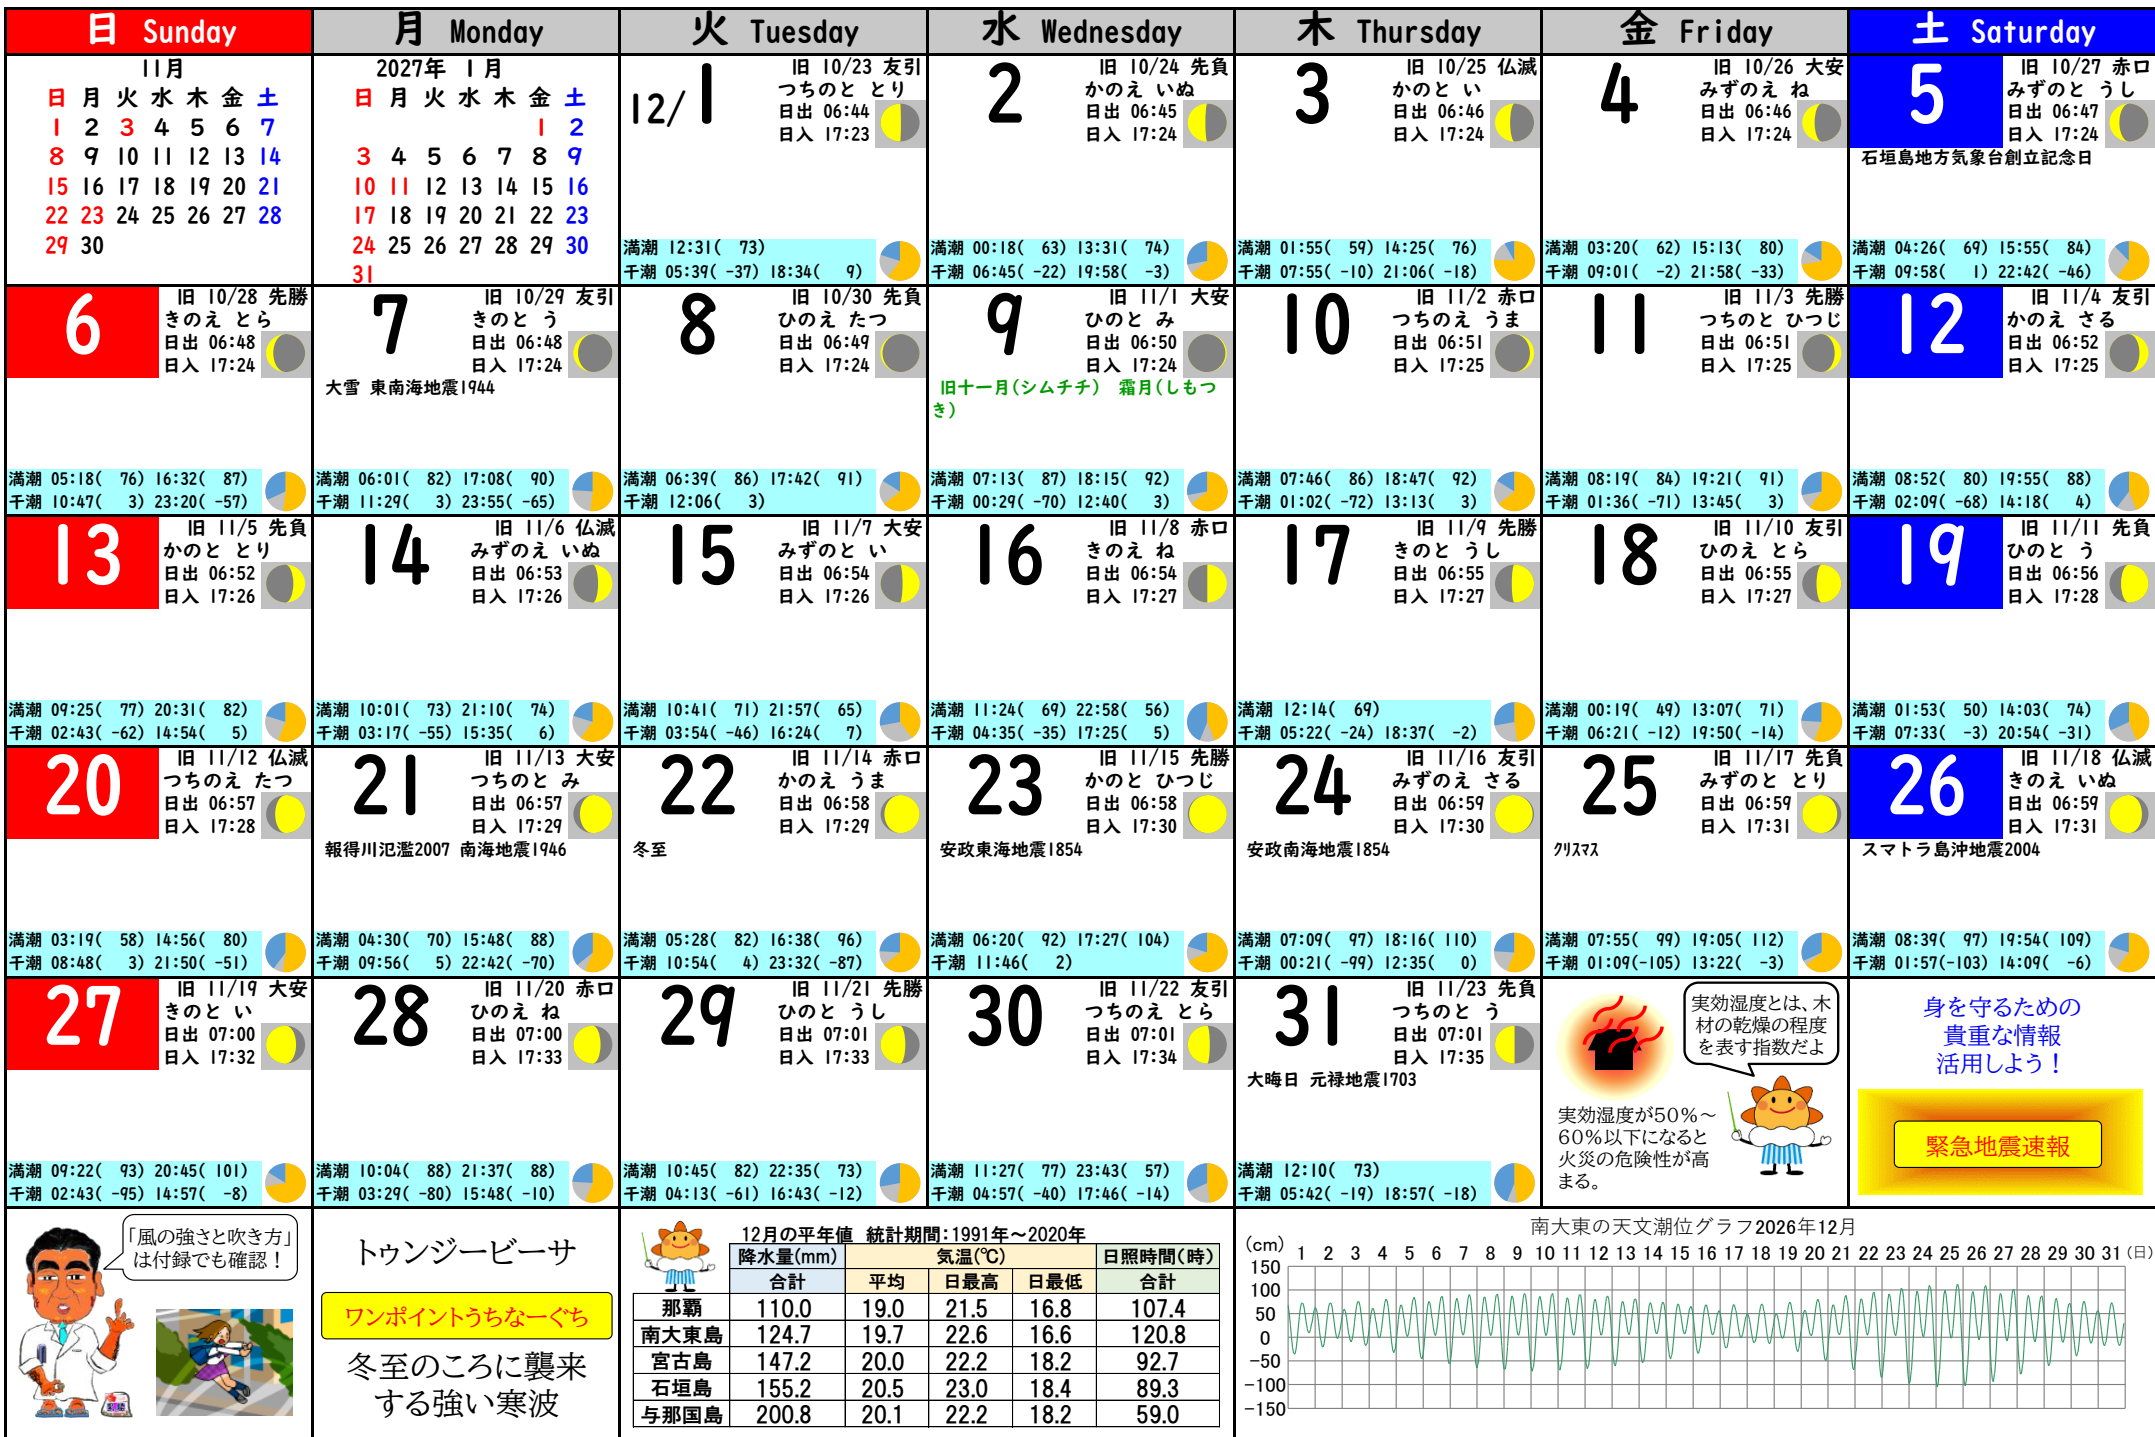 日 Sunday
月 Monday
火 Tuesday
水 Wednesday
木 Thursday
金 Friday
土 Saturday
11月
日 月 火 水 木 金 土
1 2 3 4 5 6 7
8 9 10 11 12 13 14
15 16 17 18 19 20 21
22 23 24 25 26 27 28
29 30
2027年 1月
日 月 火 水 木 金 土
1 2
3 4 5 6 7 8 9
10 11 12 13 14 15 16
17 18 19 20 21 22 23
24 25 26 27 28 29 30
31
12/1
旧 10/23 友引
つちのと とり
日出 06:44
日入 17:23
満潮 12:31( 73)
干潮 05:39( -37) 18:34( 9)
2
旧 10/24 先負
かのえ いぬ
日出 06:45
日入 17:24
満潮 00:18( 63) 13:31( 74)
干潮 06:45( -22) 19:58( -3)
3
旧 10/25 仏滅
かのと い
日出 06:46
日入 17:24
満潮 01:55( 59) 14:25( 76)
干潮 07:55( -10) 21:06( -18)
4
旧 10/26 大安
みずのえ ね
日出 06:46
日入 17:24
満潮 03:20( 62) 15:13( 80)
干潮 09:01( -2) 21:58( -33)
5
旧 10/27 赤口
みずのと うし
日出 06:47
日入 17:24
石垣島地方気象台創立記念日
満潮 04:26( 69) 15:55( 84)
干潮 09:58( 1) 22:42( -46)
6
旧 10/28 先勝
きのえ とら
日出 06:48
日入 17:24
満潮 05:18( 76) 16:32( 87)
干潮 10:47( 3) 23:20( -57)
7
旧 10/29 友引
きのと う
日出 06:48
日入 17:24
大雪 東南海地震1944
満潮 06:01( 82) 17:08( 90)
干潮 11:29( 3) 23:55( -65)
8
旧 10/30 先負
ひのえ たつ
日出 06:49
日入 17:24
満潮 06:39( 86) 17:42( 91)
干潮 12:06( 3)
9
旧 11/1 大安
ひのと み
日出 06:50
日入 17:24
旧十一月(シムチチ) 霜月(しもつ
き)
満潮 07:13( 87) 18:15( 92)
干潮 00:29( -70) 12:40( 3)
10
旧 11/2 赤口
つちのえ うま
日出 06:51
日入 17:25
満潮 07:46( 86) 18:47( 92)
干潮 01:02( -72) 13:13( 3)
11
旧 11/3 先勝
つちのと ひつじ
日出 06:51
日入 17:25
満潮 08:19( 84) 19:21( 91)
干潮 01:36( -71) 13:45( 3)
12
旧 11/4 友引
かのえ さる
日出 06:52
日入 17:25
満潮 08:52( 80) 19:55( 88)
干潮 02:09( -68) 14:18( 4)
13
旧 11/5 先負
かのと とり
日出 06:52
日入 17:26
満潮 09:25( 77) 20:31( 82)
干潮 02:43( -62) 14:54( 5)
14
旧 11/6 仏滅
みずのえ いぬ
日出 06:53
日入 17:26
満潮 10:01( 73) 21:10( 74)
干潮 03:17( -55) 15:35( 6)
15
旧 11/7 大安
みずのと い
日出 06:54
日入 17:26
満潮 10:41( 71) 21:57( 65)
干潮 03:54( -46) 16:24( 7)
16
旧 11/8 赤口
きのえ ね
日出 06:54
日入 17:27
満潮 11:24( 69) 22:58( 56)
干潮 04:35( -35) 17:25( 5)
17
旧 11/9 先勝
きのと うし
日出 06:55
日入 17:27
満潮 12:14( 69)
干潮 05:22( -24) 18:37( -2)
18
旧 11/10 友引
ひのえ とら
日出 06:55
日入 17:27
満潮 00:19( 49) 13:07( 71)
干潮 06:21( -12) 19:50( -14)
19
旧 11/11 先負
ひのと う
日出 06:56
日入 17:28
満潮 01:53( 50) 14:03( 74)
干潮 07:33( -3) 20:54( -31)
20
旧 11/12 仏滅
つちのえ たつ
日出 06:57
日入 17:28
満潮 03:19( 58) 14:56( 80)
干潮 08:48( 3) 21:50( -51)
21
旧 11/13 大安
つちのと み
日出 06:57
日入 17:29
報得川氾濫2007 南海地震1946
満潮 04:30( 70) 15:48( 88)
干潮 09:56( 5) 22:42( -70)
22
旧 11/14 赤口
かのえ うま
日出 06:58
日入 17:29
冬至
満潮 05:28( 82) 16:38( 96)
干潮 10:54( 4) 23:32( -87)
23
旧 11/15 先勝
かのと ひつじ
日出 06:58
日入 17:30
安政東海地震1854
満潮 06:20( 92) 17:27( 104)
干潮 11:46( 2)
24
旧 11/16 友引
みずのえ さる
日出 06:59
日入 17:30
安政南海地震1854
満潮 07:09( 97) 18:16( 110)
干潮 00:21( -99) 12:35( 0)
25
旧 11/17 先負
みずのと とり
日出 06:59
日入 17:31
ｸﾘｽﾏｽ
満潮 07:55( 99) 19:05( 112)
干潮 01:09(-105) 13:22( -3)
26
旧 11/18 仏滅
きのえ いぬ
日出 06:59
日入 17:31
スマトラ島沖地震2004
満潮 08:39( 97) 19:54( 109)
干潮 01:57(-103) 14:09( -6)
27
旧 11/19 大安
きのと い
日出 07:00
日入 17:32
満潮 09:22( 93) 20:45( 101)
干潮 02:43( -95) 14:57( -8)
28
旧 11/20 赤口
ひのえ ね
日出 07:00
日入 17:33
満潮 10:04( 88) 21:37( 88)
干潮 03:29( -80) 15:48( -10)
29
旧 11/21 先勝
ひのと うし
日出 07:01
日入 17:33
満潮 10:45( 82) 22:35( 73)
干潮 04:13( -61) 16:43( -12)
30
旧 11/22 友引
つちのえ とら
日出 07:01
日入 17:34
満潮 11:27( 77) 23:43( 57)
干潮 04:57( -40) 17:46( -14)
31
旧 11/23 先負
つちのと う
日出 07:01
日入 17:35
大晦日 元禄地震1703
満潮 12:10( 73)
干潮 05:42( -19) 18:57( -18)
実効湿度とは、木
材の乾燥の程度
を表す指数だよ
実効湿度が50%～
60%以下になると
火災の危険性が高
まる。
身を守るための
貴重な情報
活用しよう！
緊急地震速報
「風の強さと吹き方」
は付録でも確認！
トゥンジービーサ
ワンポイントうちなーぐち
冬至のころに襲来
する強い寒波
12月の平年値 統計期間：1991年～2020年
降水量(mm) 気温(℃) 日照時間(時)
合計 平均 日最高 日最低 合計
那覇 110.0 19.0 21.5 16.8 107.4
南大東島 124.7 19.7 22.6 16.6 120.8
宮古島 147.2 20.0 22.2 18.2 92.7
石垣島 155.2 20.5 23.0 18.4 89.3
与那国島 200.8 20.1 22.2 18.2 59.0
南大東の天文潮位グラフ2026年12月
(cm) 1 2 3 4 5 6 7 8 9 10 11 12 13 14 15 16 17 18 19 20 21 22 23 24 25 26 27 28 29 30 31 (日)
150
100
50
0
-50
-100
-150